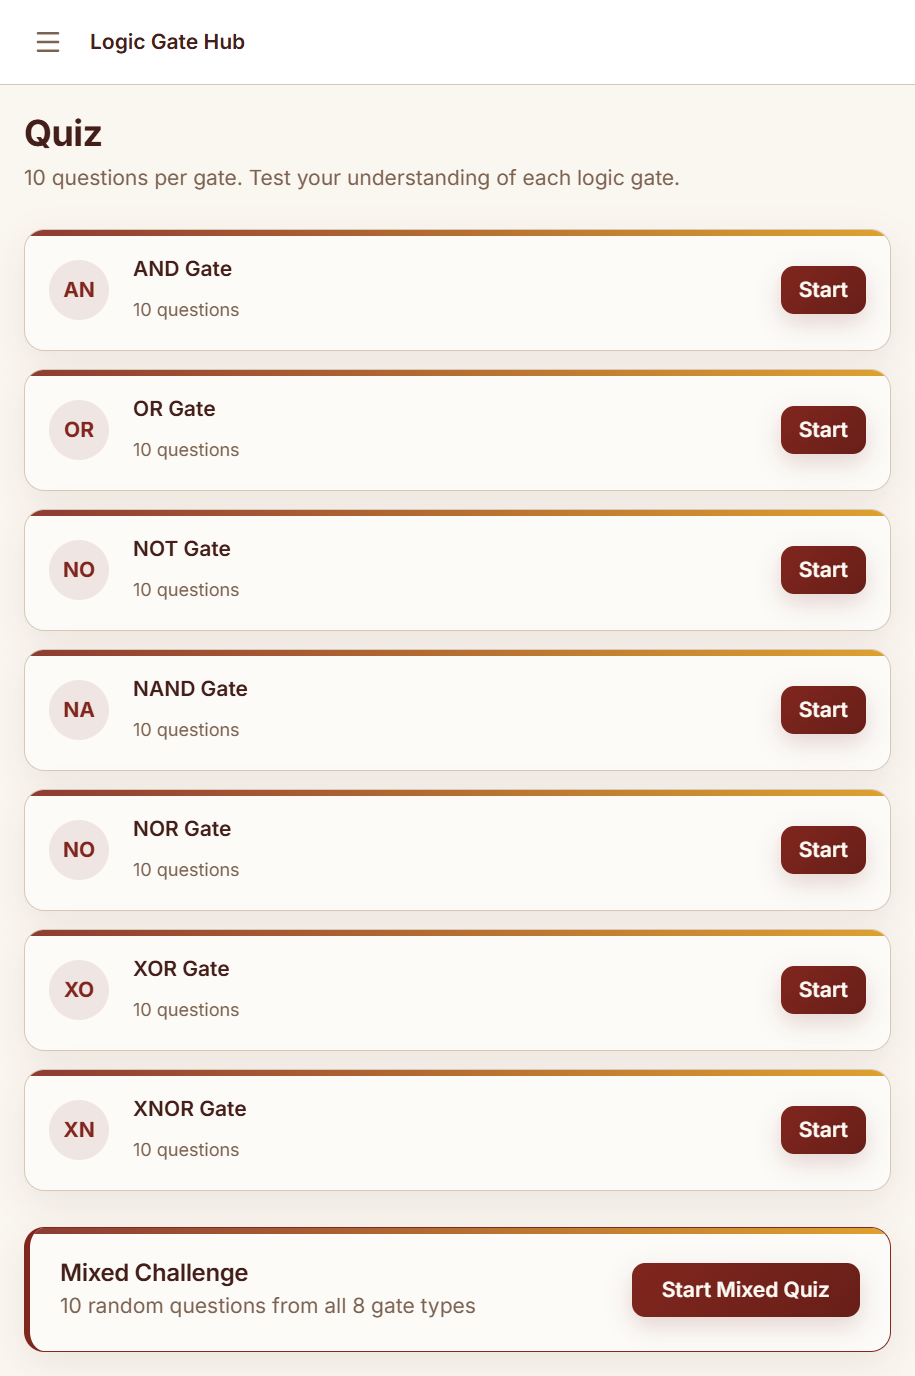 Logic Gate Hub
Quiz
10 questions per gate. Test your understanding of each logic gate.
AN
AND Gate
10 questions
Start
OR
OR Gate
10 questions
Start
NO
NOT Gate
10 questions
Start
NA
NAND Gate
10 questions
Start
NO
NOR Gate
10 questions
Start
XO
XOR Gate
10 questions
Start
XN
XNOR Gate
10 questions
Start
Mixed Challenge
10 random questions from all 8 gate types
Start Mixed Quiz